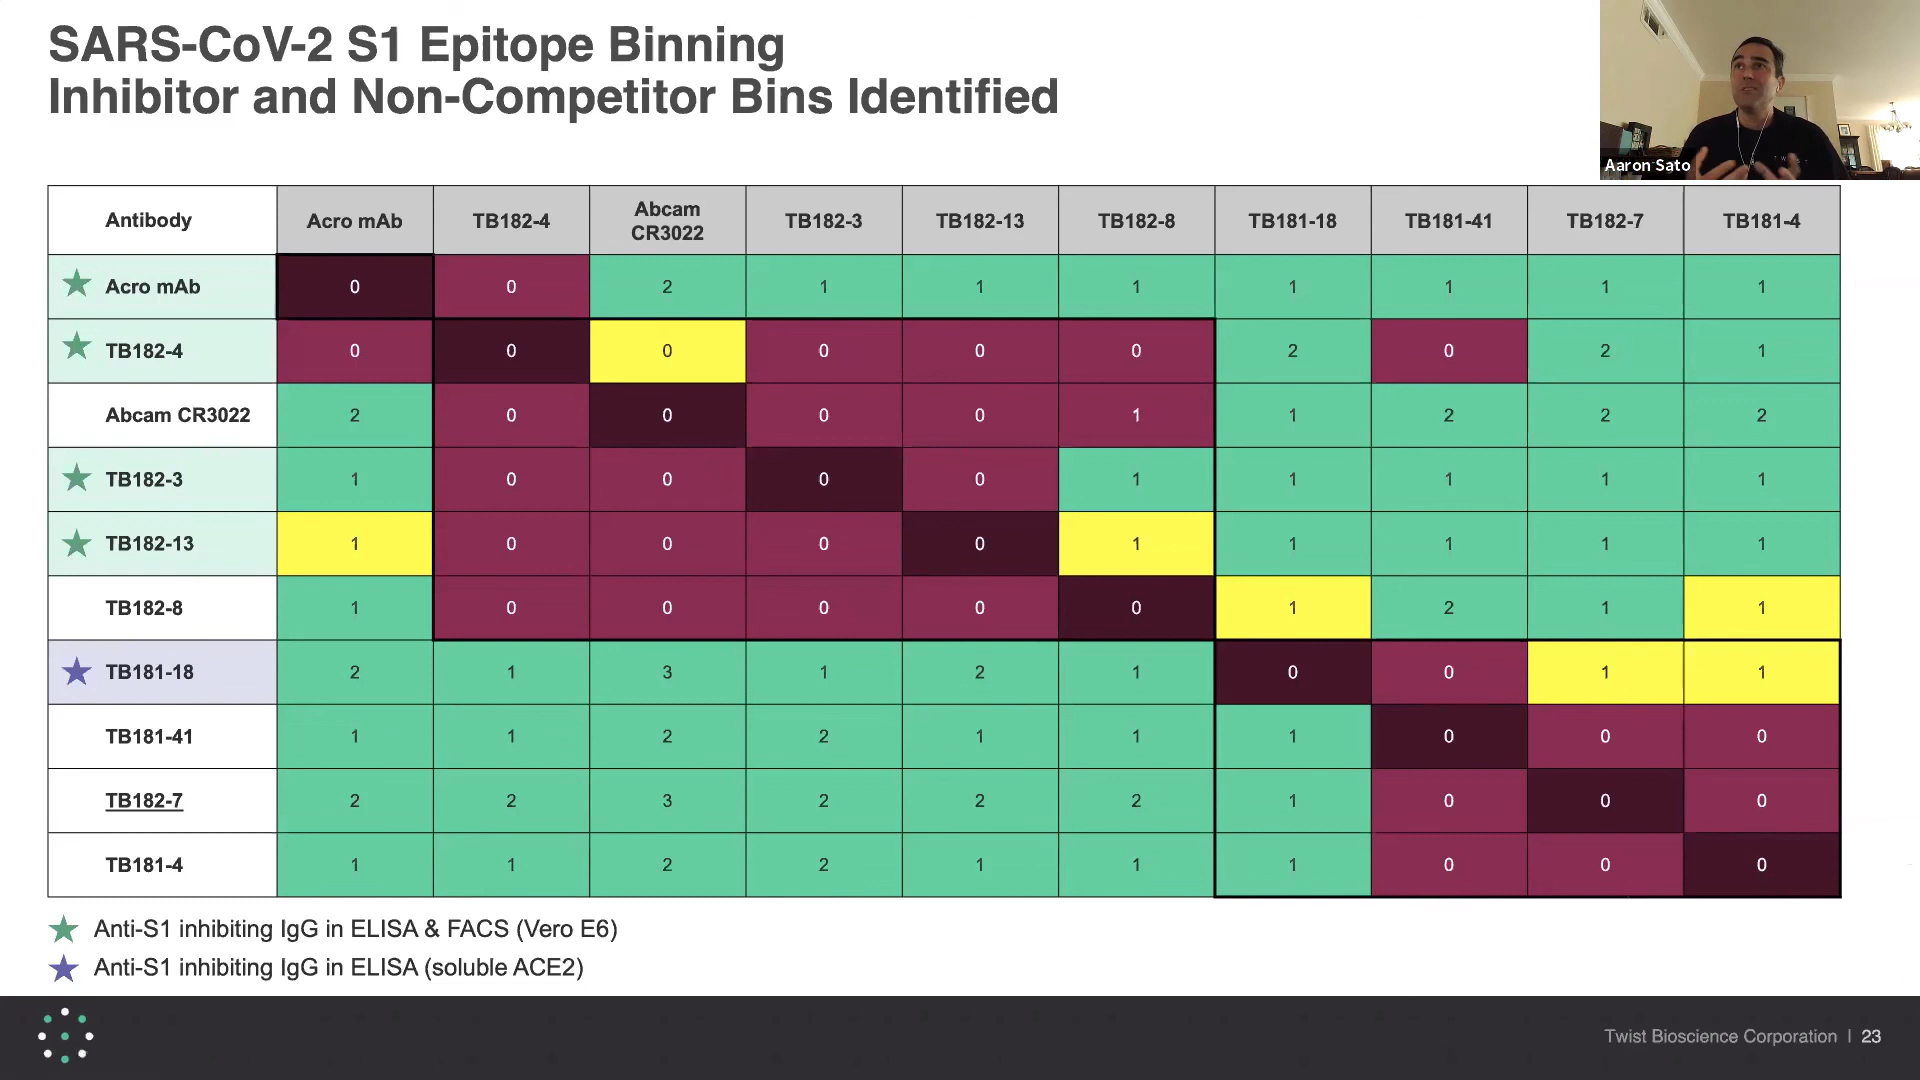 SARS-CoV-2 S1 Epitope Binning
Inhibitor and Non-Competitor Bins Identified
Aaron Sato
Antibody Acro mAb TB182-4 Abcam CR3022 TB182-3 TB182-13 TB182-8 TB181-18 TB181-41 TB182-7 TB181-4
Acro mAb 0 0 2 1 1 1 1 1 1 1
TB182-4 0 0 0 0 0 0 2 0 2 1
Abcam CR3022 2 0 0 0 0 1 1 2 2 2
TB182-3 1 0 0 0 0 1 1 1 1 1
TB182-13 1 0 0 0 0 1 1 1 1 1
TB182-8 1 0 0 0 0 0 1 2 1 1
TB181-18 2 1 3 1 2 1 0 0 1 1
TB181-41 1 1 2 2 1 1 1 0 0 0
TB182-7 2 2 3 2 2 2 1 0 0 0
TB181-4 1 1 2 2 1 1 1 0 0 0
Anti-S1 inhibiting IgG in ELISA & FACS (Vero E6)
Anti-S1 inhibiting IgG in ELISA (soluble ACE2)
Twist Bioscience Corporation | 23